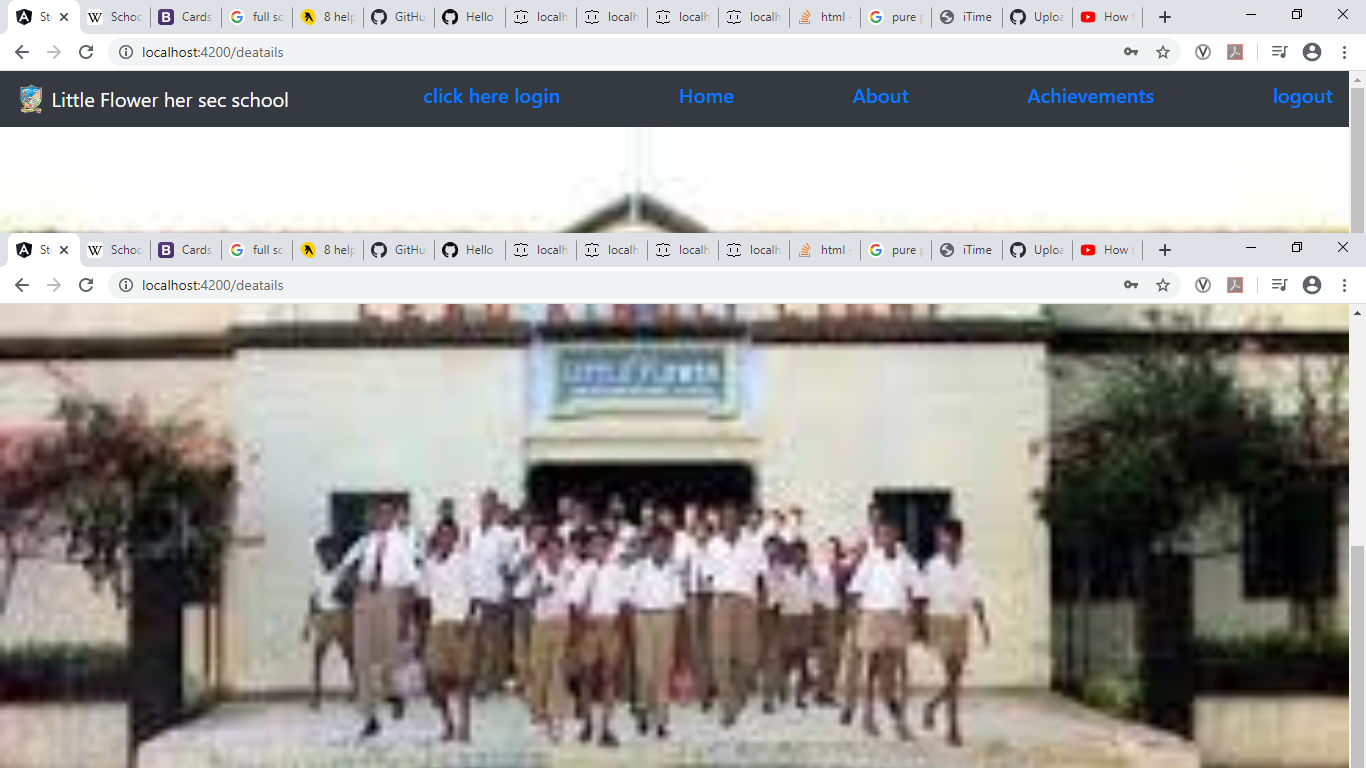 St Schoo Cards full sc 8 help GitHu Hello localh localh localh localh html - pure p iTime Uploa How t
localhost:4200/deatails
Little Flower her sec school click here login Home About Achievements logout
St Schoo Cards full sc 8 help GitHu Hello localh localh localh localh html - pure p iTime Uploa How t
localhost:4200/deatails
LITTLE FLOWER